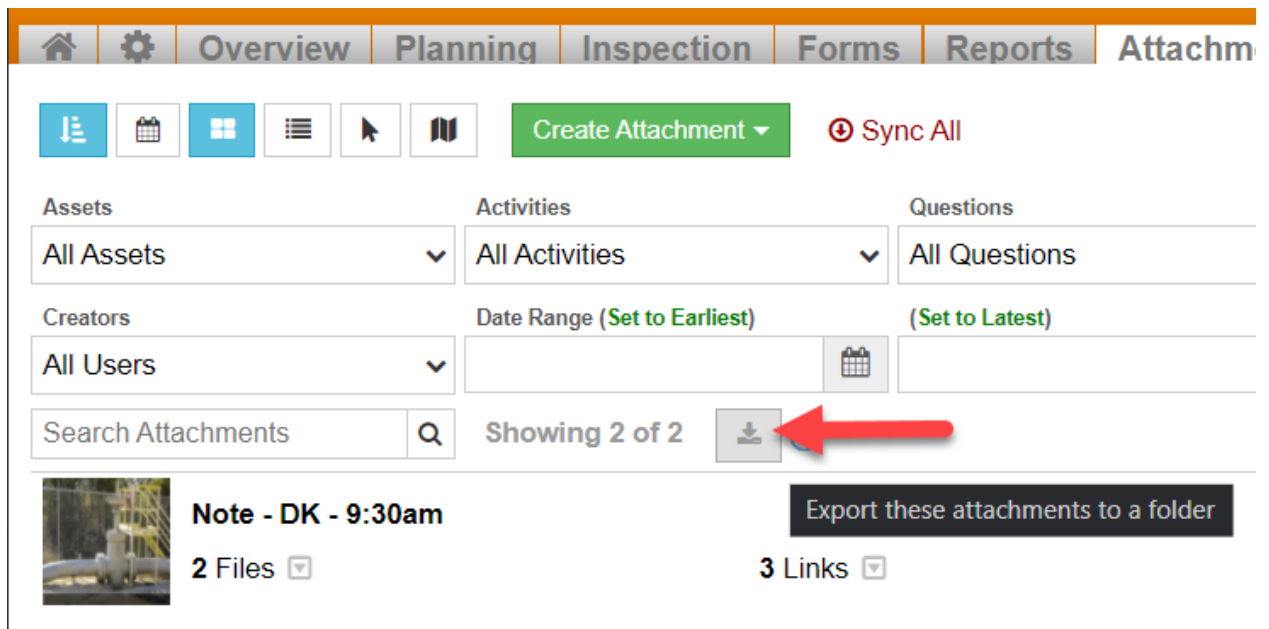 Overview Planning Inspection Forms Reports Attachm
Create Attachment Sync All
Assets Activities Questions
All Assets All Activities All Questions
Creators Date Range (Set to Earliest) (Set to Latest)
All Users
Search Attachments Showing 2 of 2
Note - DK - 9:30am
Export these attachments to a folder
2 Files 3 Links